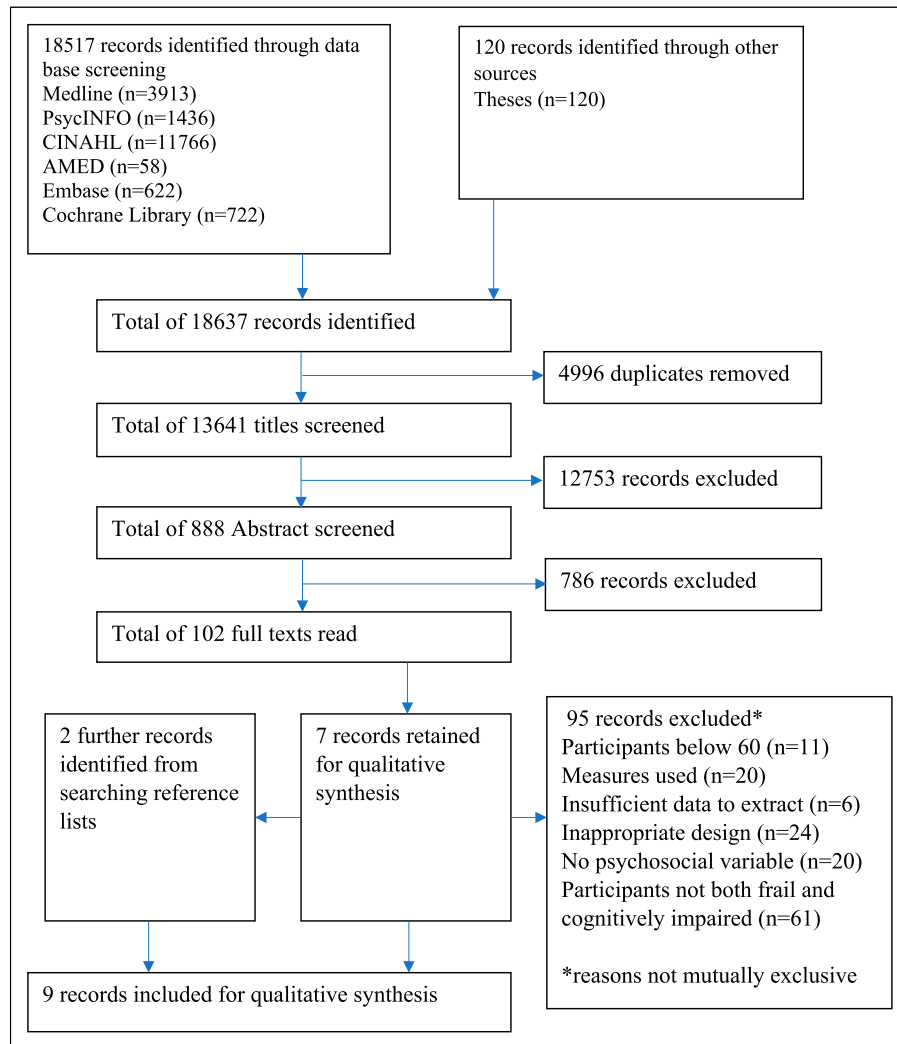 18517 records identified through data
base screening
Medline (n=3913)
PsycINFO (n=1436)
CINAHL (n=11766)
AMED (n=58)
Embase (n=622)
Cochrane Library (n=722)
120 records identified through other
sources
Theses (n=120)
Total of 18637 records identified
4996 duplicates removed
Total of 13641 titles screened
12753 records excluded
Total of 888 Abstract screened
786 records excluded
Total of 102 full texts read
2 further records
identified from
searching reference
lists
7 records retained
for qualitative
synthesis
95 records excluded*
Participants below 60 (n=11)
Measures used (n=20)
Insufficient data to extract (n=6)
Inappropriate design (n=24)
No psychosocial variable (n=20)
Participants not both frail and
cognitively impaired (n=61)
*reasons not mutually exclusive
9 records included for qualitative synthesis